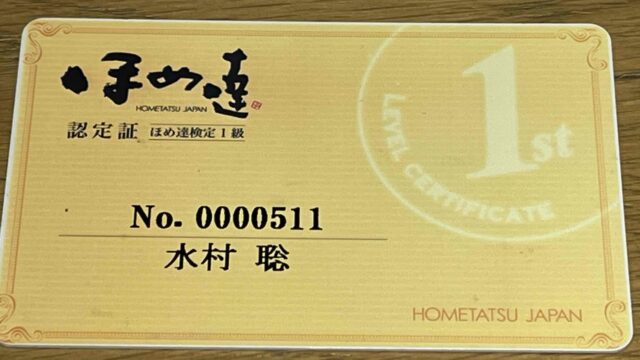 ほめ達
HOMETATSU JAPAN
認定証 ほめ達検定1級
1st
LEVEL CERTIFICATE
No. 0000511
水村 聡
HOMETATSU JAPAN